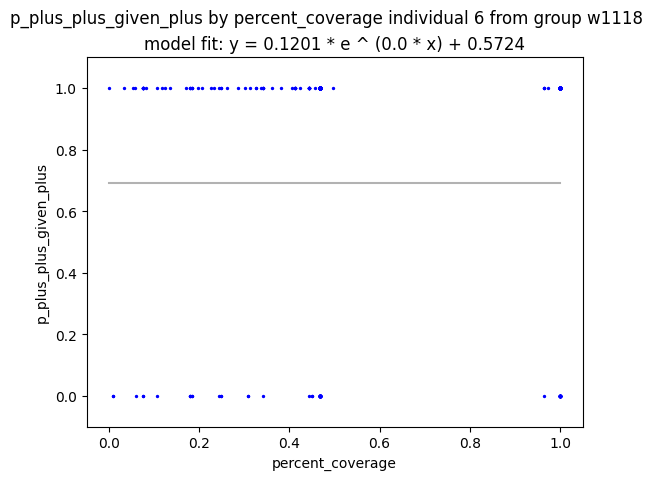 p_plus_plus_given_plus by percent_coverage individual 6 from group w1118
model fit: y = 0.1201 * e ^ (0.0 * x) + 0.5724
1.0
0.8
0.6
0.4
0.2
0.0
p_plus_plus_given_plus
0.0 0.2 0.4 0.6 0.8 1.0
percent_coverage